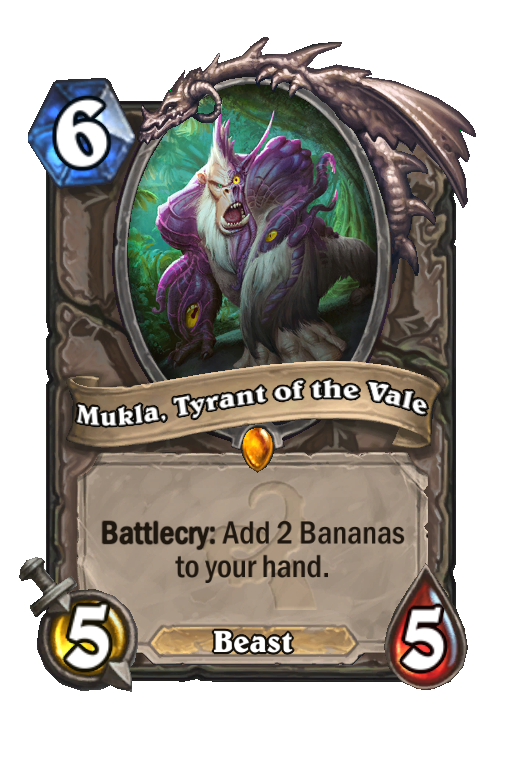 6
Mukla, Tyrant of the Vale
Battlecry: Add 2 Bananas
to your hand.
5
Beast
5